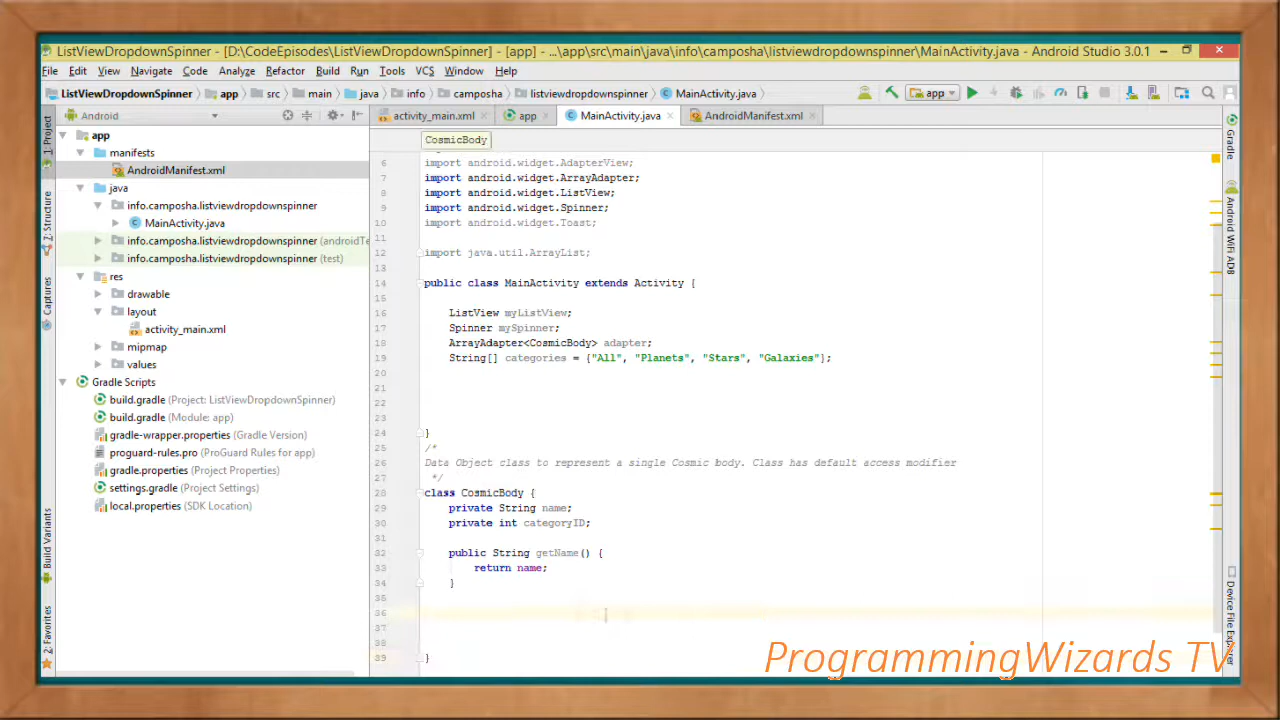 ListViewDropdownSpinner - [D:\CodeEpisodes\ListViewDropdownSpinner] - [app] - ...\app\src\main\java\info\camposha\listviewdropdownspinner\MainActivity.java - Android Studio 3.0.1
File Edit View Navigate Code Analyze Refactor Build Run Tools VCS Window Help
ListViewDropdownSpinner app src main java info camposha listviewdropdownspinner MainActivity.java app
Android
activity_main.xml app MainActivity.java AndroidManifest.xml
CosmicBody
1: Project
7: Structure
Captures
Build Variants
2: Favorites
app
manifests
AndroidManifest.xml
java
info.camposha.listviewdropdownspinner
MainActivity.java
info.camposha.listviewdropdownspinner (androidTe
info.camposha.listviewdropdownspinner (test)
res
drawable
layout
activity_main.xml
mipmap
values
Gradle Scripts
build.gradle (Project: ListViewDropdownSpinner)
build.gradle (Module: app)
gradle-wrapper.properties (Gradle Version)
proguard-rules.pro (ProGuard Rules for app)
gradle.properties (Project Properties)
settings.gradle (Project Settings)
local.properties (SDK Location)
6 import android.widget.AdapterView;
7 import android.widget.ArrayAdapter;
8 import android.widget.ListView;
9 import android.widget.Spinner;
10 import android.widget.Toast;
11
12 import java.util.ArrayList;
13
14 public class MainActivity extends Activity {
15
16 ListView myListView;
17 Spinner mySpinner;
18 ArrayAdapter<CosmicBody> adapter;
19 String[] categories = {"All", "Planets", "Stars", "Galaxies"};
20
21
22
23
24 }
25 /*
26 Data Object class to represent a single Cosmic body. Class has default access modifier
27 */
28 class CosmicBody {
29 private String name;
30 private int categoryID;
31
32 public String getName() {
33 return name;
34 }
35
36
37
38
39 }
Gradle
Android WiFi ADB
Device File Explorer
ProgrammingWizards TV